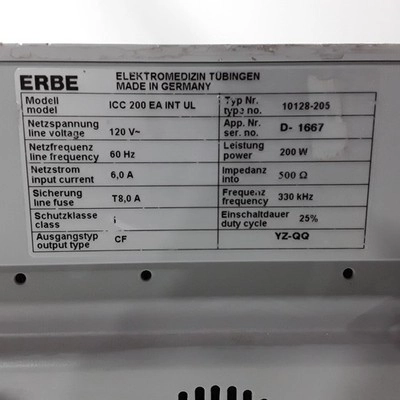 ERBE ELEKTROMEDIZIN TÜBINGEN
MADE IN GERMANY
Modell
model
ICC 200 EA INT UL
Typ Nr.
type no.
10128-205
Netzspannung
line voltage
120 V~
App. Nr.
ser. no.
D- 1667
Netzfrequenz
line frequency
60 Hz
Leistung
power
200 W
Netzstrom
input current
6,0 A
Impedanz
into
500 Ω
Sicherung
line fuse
T8,0 A
Frequenz
frequency
330 kHz
Schutzklasse
class
i
Einschaltdauer
duty cycle
25%
Ausgangstyp
output type
CF
YZ-QQ